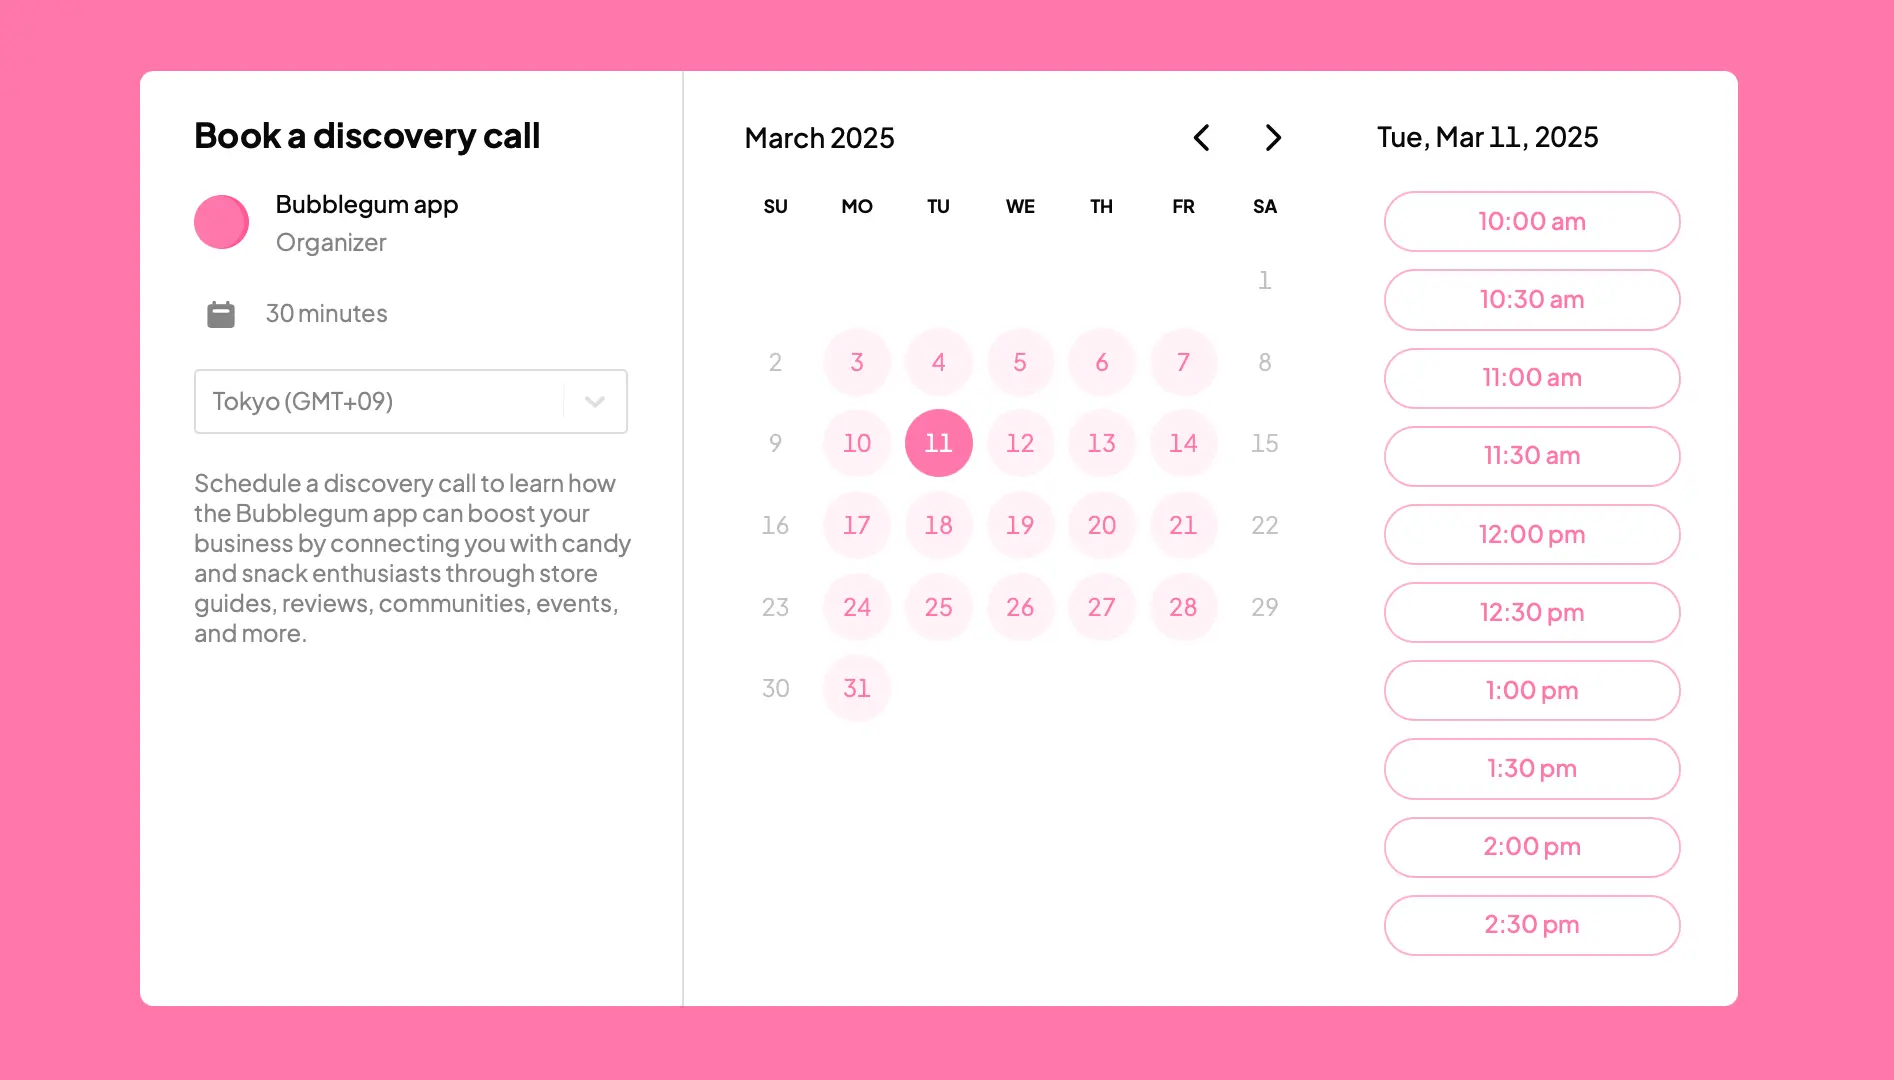 Book a discovery call
Bubblegum app
Organizer
30 minutes
Tokyo (GMT+09)
Schedule a discovery call to learn how
the Bubblegum app can boost your
business by connecting you with candy
and snack enthusiasts through store
guides, reviews, communities, events,
and more.
March 2025
SU MO TU WE TH FR SA
1
2 3 4 5 6 7 8
9 10 11 12 13 14 15
16 17 18 19 20 21 22
23 24 25 26 27 28 29
30 31
Tue, Mar 11, 2025
10:00 am
10:30 am
11:00 am
11:30 am
12:00 pm
12:30 pm
1:00 pm
1:30 pm
2:00 pm
2:30 pm